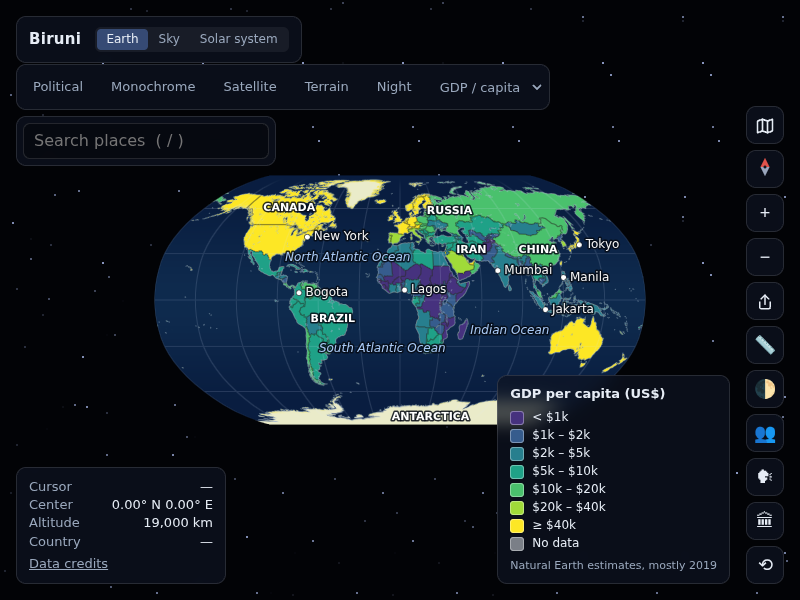 Biruni
Earth
Sky
Solar system
Political
Monochrome
Satellite
Terrain
Night
GDP / capita
Search places ( / )
CANADA
RUSSIA
New York
IRAN
CHINA
Tokyo
North Atlantic Ocean
Mumbai
Manila
Bogota
Lagos
Jakarta
BRAZIL
Indian Ocean
South Atlantic Ocean
ANTARCTICA
GDP per capita (US$)
< $1k
$1k – $2k
$2k – $5k
$5k – $10k
$10k – $20k
$20k – $40k
≥ $40k
No data
Natural Earth estimates, mostly 2019
Cursor —
Center 0.00° N 0.00° E
Altitude 19,000 km
Country —
Data credits